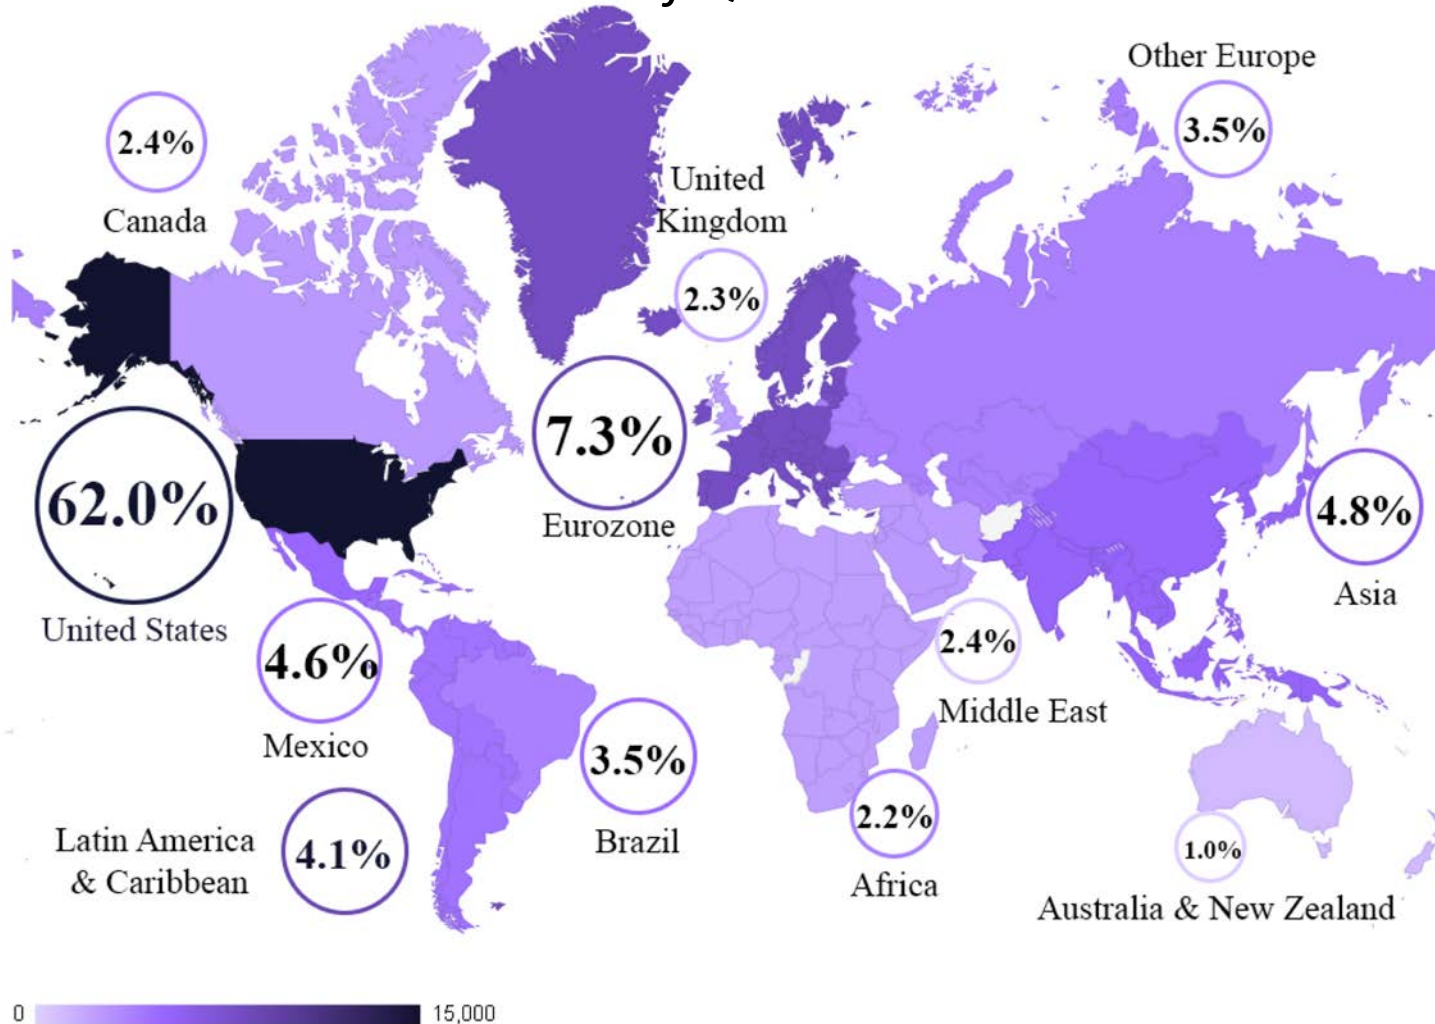 Other Europe
3.5%
2.4%
Canada
United
Kingdom
2.3%
7.3%
Eurozone
62.0%
United States
4.8%
Asia
4.6%
Mexico
2.4%
Middle East
3.5%
Brazil
Latin America
& Caribbean
4.1%
2.2%
Africa
1.0%
Australia & New Zealand
0
15,000